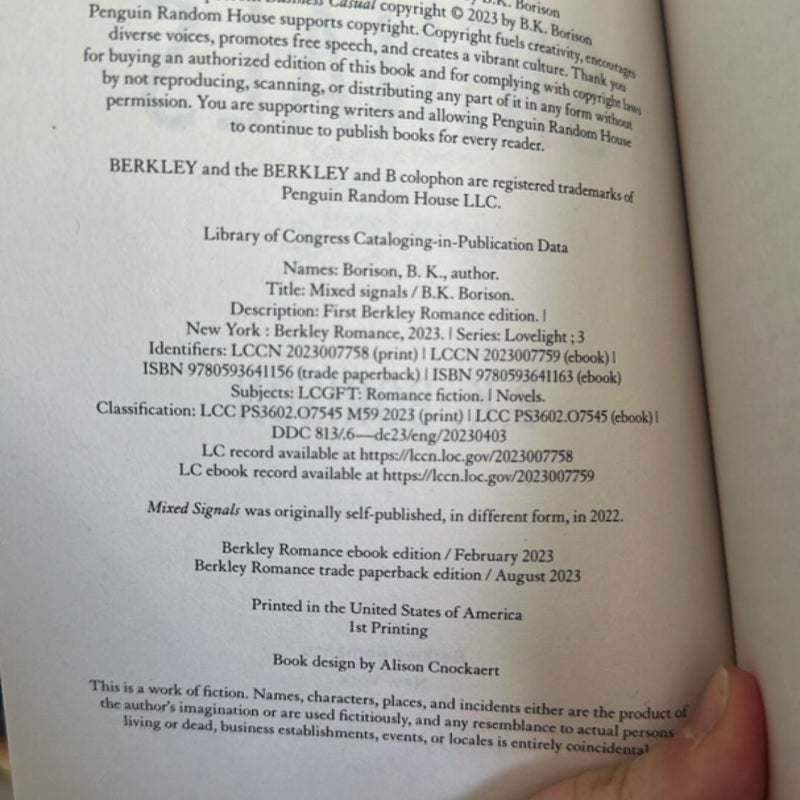 by B.K. Borison
Business Casual copyright © 2023 by B.K. Borison
Penguin Random House supports copyright. Copyright fuels creativity, encourages
diverse voices, promotes free speech, and creates a vibrant culture. Thank you
for buying an authorized edition of this book and for complying with copyright laws
by not reproducing, scanning, or distributing any part of it in any form without
permission. You are supporting writers and allowing Penguin Random House
to continue to publish books for every reader.
BERKLEY and the BERKLEY and B colophon are registered trademarks of
Penguin Random House LLC.
Library of Congress Cataloging-in-Publication Data
Names: Borison, B. K., author.
Title: Mixed signals / B.K. Borison.
Description: First Berkley Romance edition. |
New York : Berkley Romance, 2023. | Series: Lovelight ; 3
Identifiers: LCCN 2023007758 (print) | LCCN 2023007759 (ebook) |
ISBN 9780593641156 (trade paperback) | ISBN 9780593641163 (ebook)
Subjects: LCGFT: Romance fiction. | Novels.
Classification: LCC PS3602.O7545 M59 2023 (print) | LCC PS3602.O7545 (ebook) |
DDC 813/.6—dc23/eng/20230403
LC record available at https://lccn.loc.gov/2023007758
LC ebook record available at https://lccn.loc.gov/2023007759
Mixed Signals was originally self-published, in different form, in 2022.
Berkley Romance ebook edition / February 2023
Berkley Romance trade paperback edition / August 2023
Printed in the United States of America
1st Printing
Book design by Alison Cnockaert
This is a work of fiction. Names, characters, places, and incidents either are the product of
the author's imagination or are used fictitiously, and any resemblance to actual persons
living or dead, business establishments, events, or locales is entirely coincidental